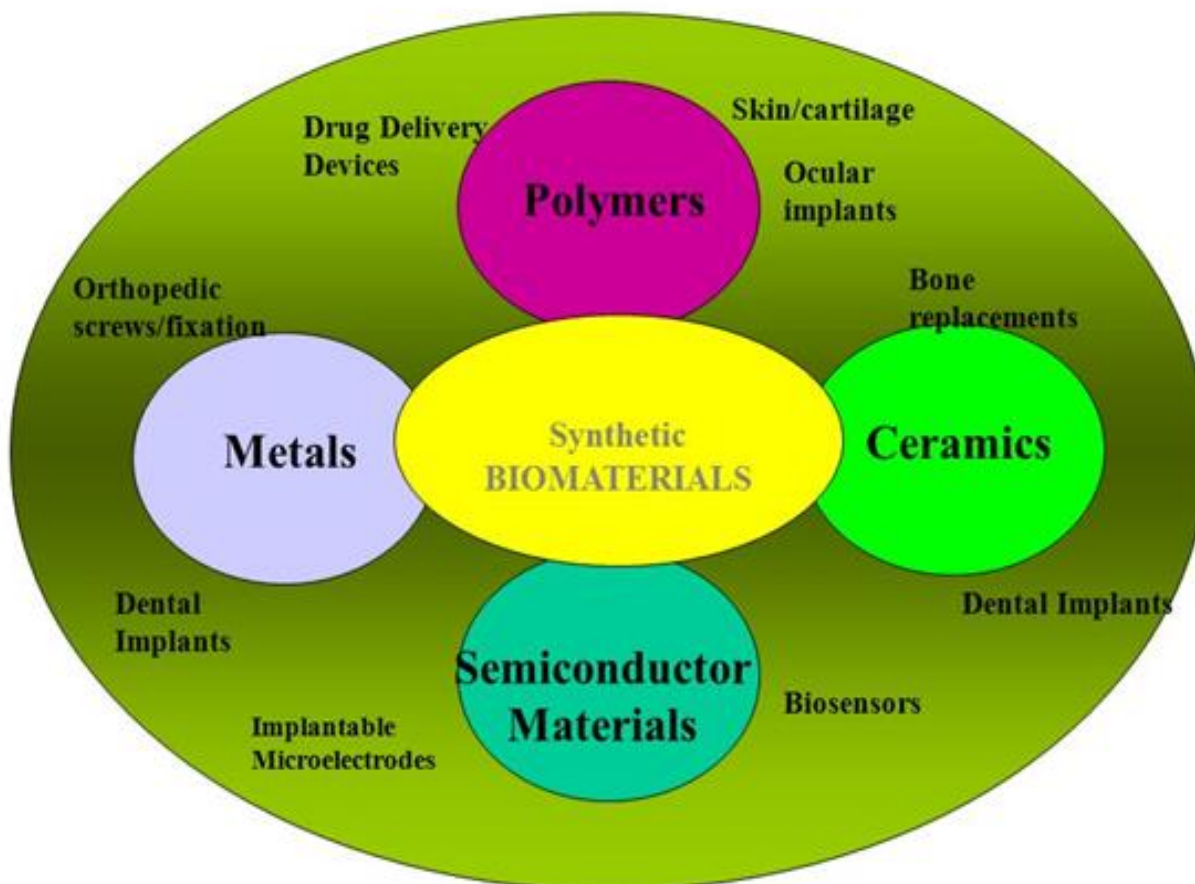 Skin/cartilage
Drug Delivery
Devices
Polymers
Ocular
implants
Orthopedic
screws/fixation
Bone
replacements
Metals
Synthetic
BIOMATERIALS
Ceramics
Dental
Implants
Dental Implants
Semiconductor
Materials
Implantable
Microelectrodes
Biosensors